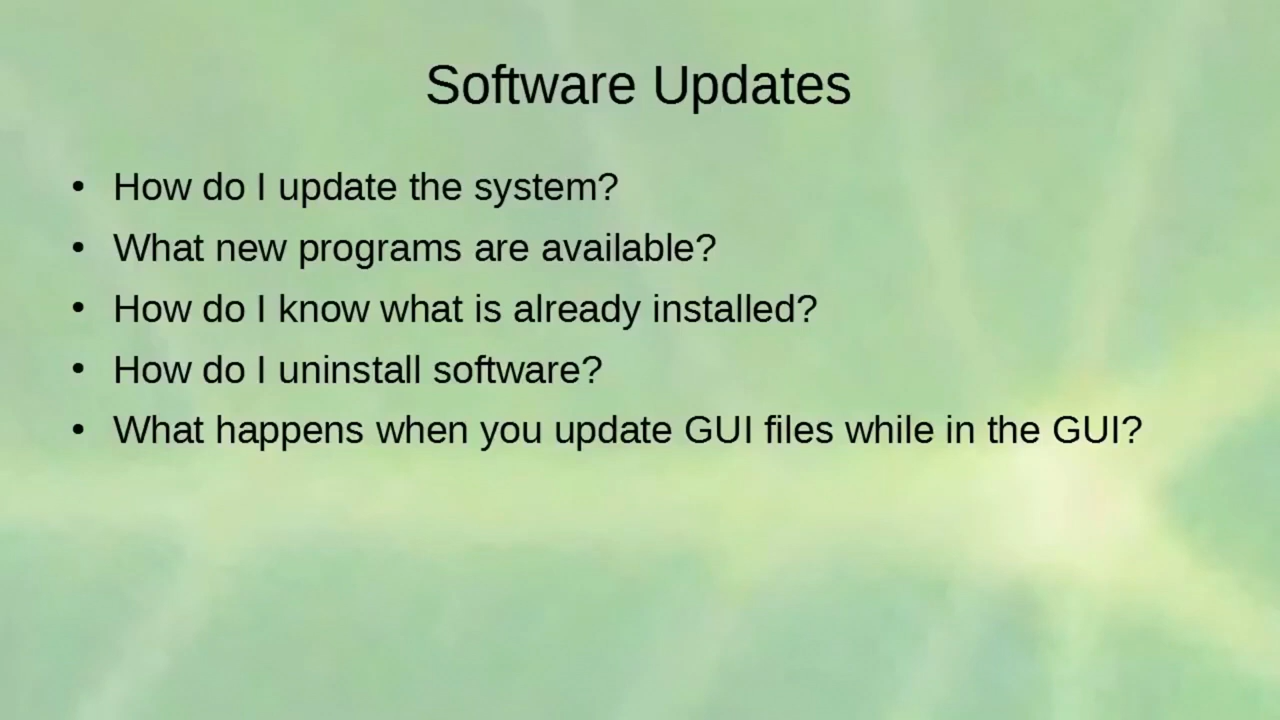 Software Updates
• How do I update the system?
• What new programs are available?
• How do I know what is already installed?
• How do I uninstall software?
• What happens when you update GUI files while in the GUI?